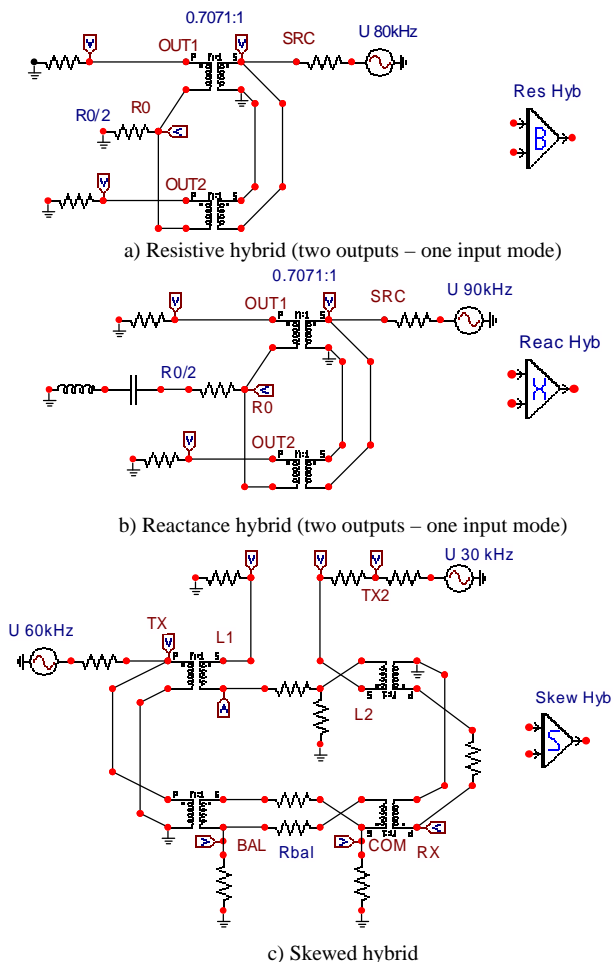 0.7071:1
OUT1
SRC
U 80kHz
R0/2
R0
OUT2
Res Hyb
B
a) Resistive hybrid (two outputs – one input mode)
0.7071:1
OUT1
SRC
U 90kHz
R0/2
R0
OUT2
Reac Hyb
X
b) Reactance hybrid (two outputs – one input mode)
U 30 kHz
TX2
U 60kHz
TX
L1
L2
Skew Hyb
S
BAL
Rbal
COM
RX
c) Skewed hybrid